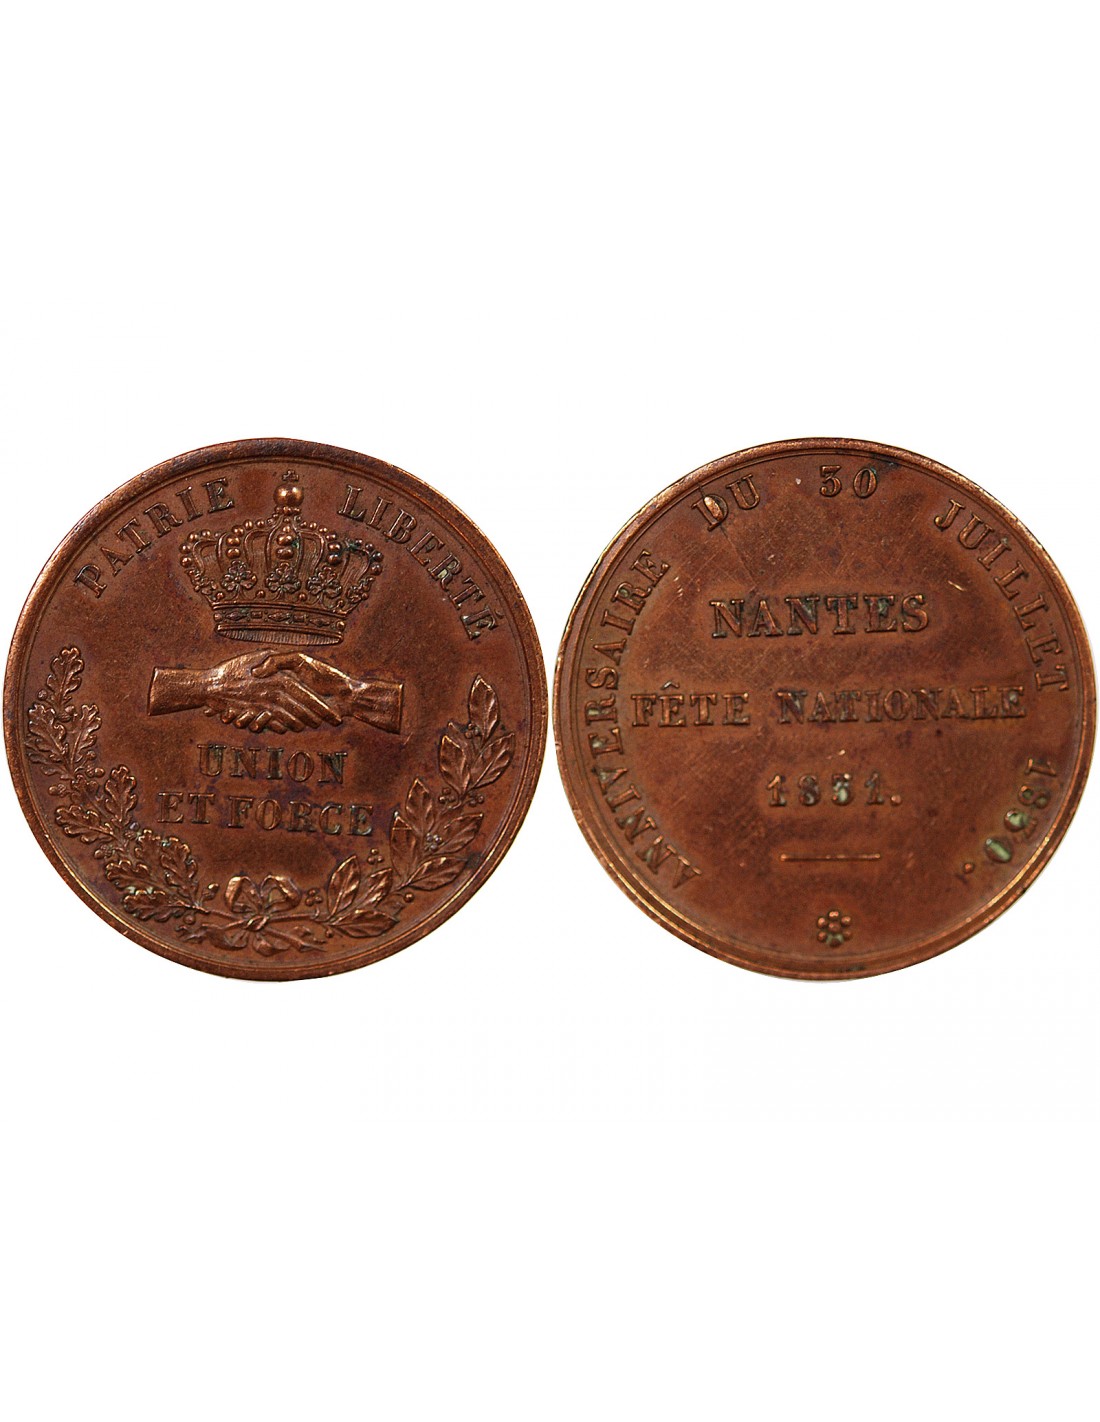 PATRIE LIBERTÉ
UNION
ET FORCE
ANNIVERSAIRE DU 30 JUILLET 1830.
NANTES
FÊTE NATIONALE
1831.